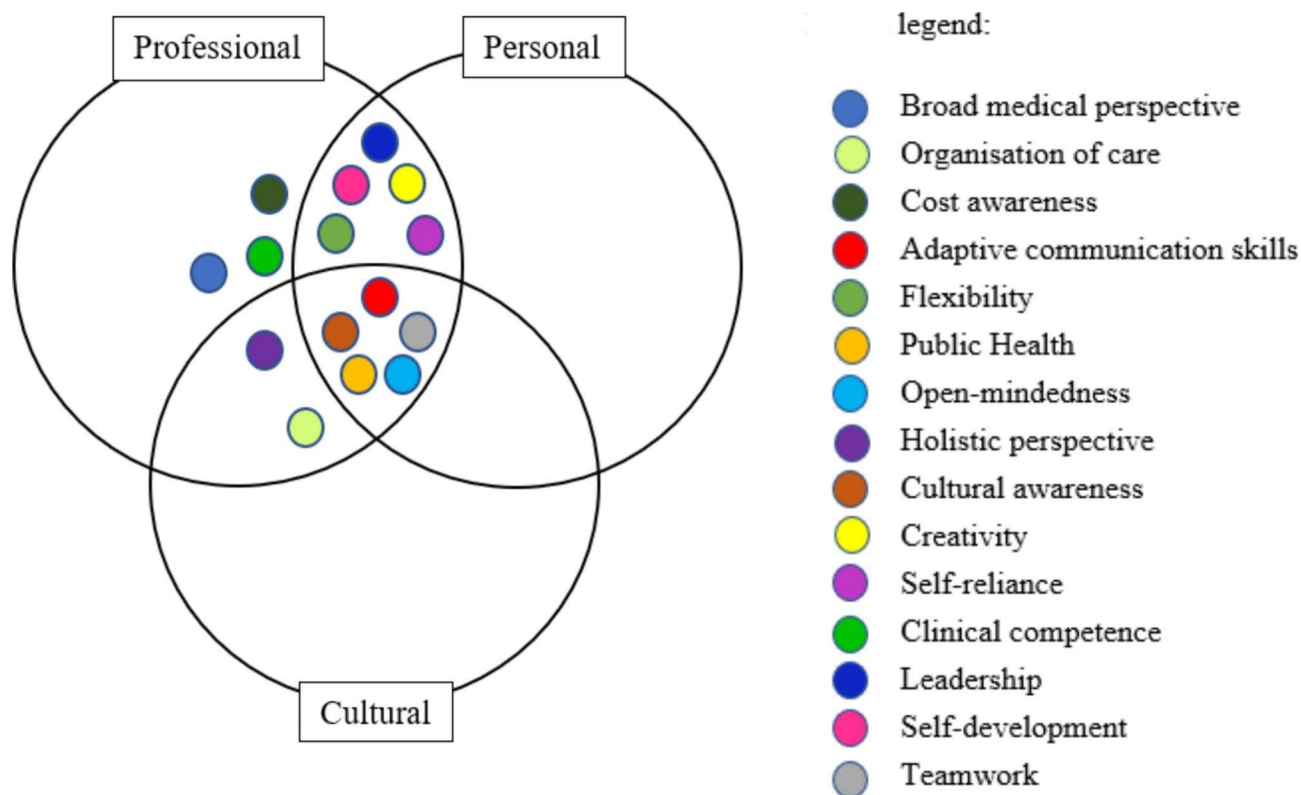 Professional
Personal
Cultural
legend:
Broad medical perspective
Organisation of care
Cost awareness
Adaptive communication skills
Flexibility
Public Health
Open-mindedness
Holistic perspective
Cultural awareness
Creativity
Self-reliance
Clinical competence
Leadership
Self-development
Teamwork